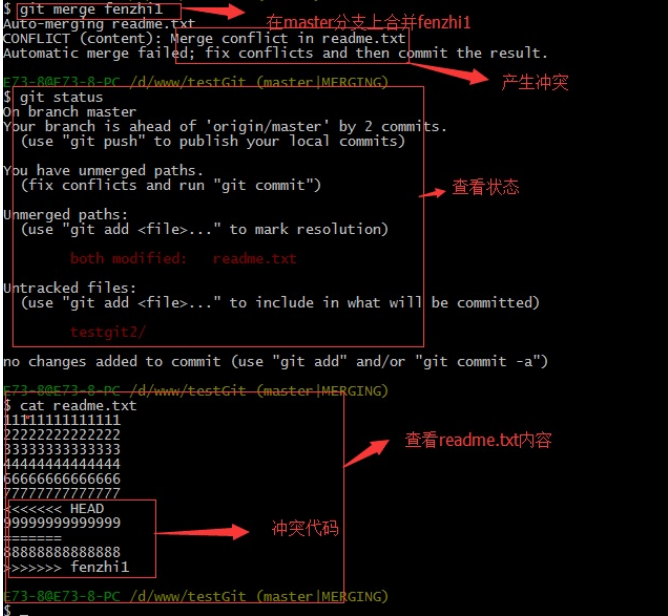 $ git merge fenzhi1
Auto-merging readme.txt
在master分支上合并fenzhi1
CONFLICT (content): Merge conflict in readme.txt
Automatic merge failed; fix conflicts and then commit the result.
产生冲突
E73-8@E73-8-PC /d/www/testGit (master|MERGING)
$ git status
On branch master
Your branch is ahead of 'origin/master' by 2 commits.
(use "git push" to publish your local commits)
You have unmerged paths.
(fix conflicts and run "git commit")
查看状态
Unmerged paths:
(use "git add <file>..." to mark resolution)
both modified: readme.txt
Untracked files:
(use "git add <file>..." to include in what will be committed)
testgit2/
no changes added to commit (use "git add" and/or "git commit -a")
E73-8@E73-8-PC /d/www/testGit (master|MERGING)
$ cat readme.txt
11111111111111
22222222222222
33333333333333
44444444444444
66666666666666
77777777777777
查看readme.txt内容
<<<<<<< HEAD
99999999999999
=======
88888888888888
>>>>>>> fenzhi1
冲突代码
E73-8@E73-8-PC /d/www/testGit (master|MERGING)
$ _